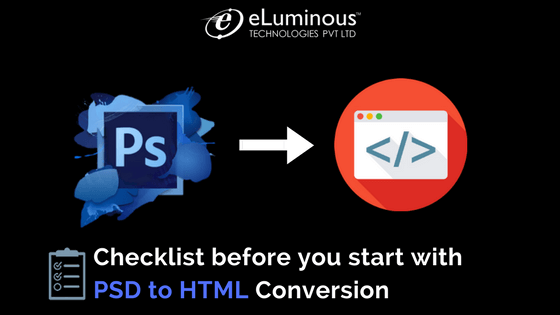 eLuminous™
TECHNOLOGIES PVT LTD
Ps
</>
Checklist before you start with
PSD to HTML Conversion